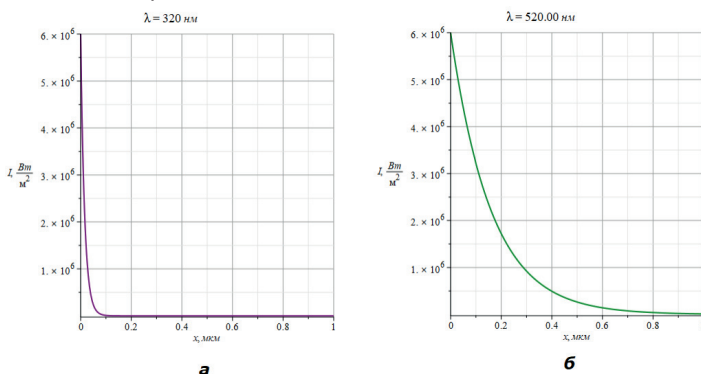 λ = 320 нм
6. × 10⁶
5. × 10⁶
4. × 10⁶
3. × 10⁶
2. × 10⁶
1. × 10⁶
I, Вт
м²
0
0.2
0.4
0.6
0.8
1
x, мкм
а
λ = 520.00 нм
6. × 10⁶
5. × 10⁶
4. × 10⁶
3. × 10⁶
2. × 10⁶
1. × 10⁶
I, Вт
м²
0
0.2
0.4
0.6
0.8
x, мкм
б